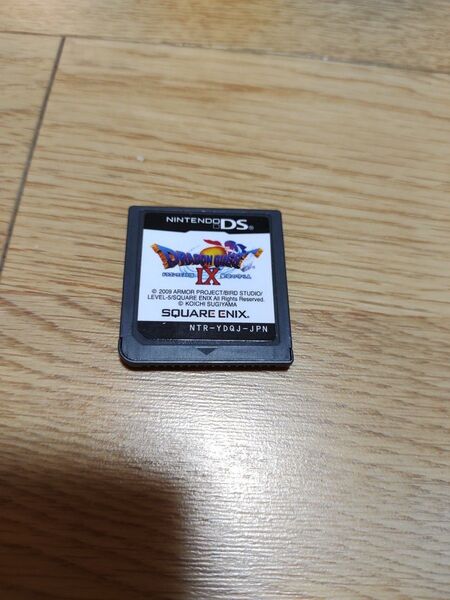 NINTENDO DS
DRAGON QUEST
IX
© 2009 ARMOR PROJECT/BIRD STUDIO/
LEVEL-5/SQUARE ENIX All Rights Reserved.
© KOICHI SUGIYAMA
SQUARE ENIX.
NTR-YDQJ-JPN